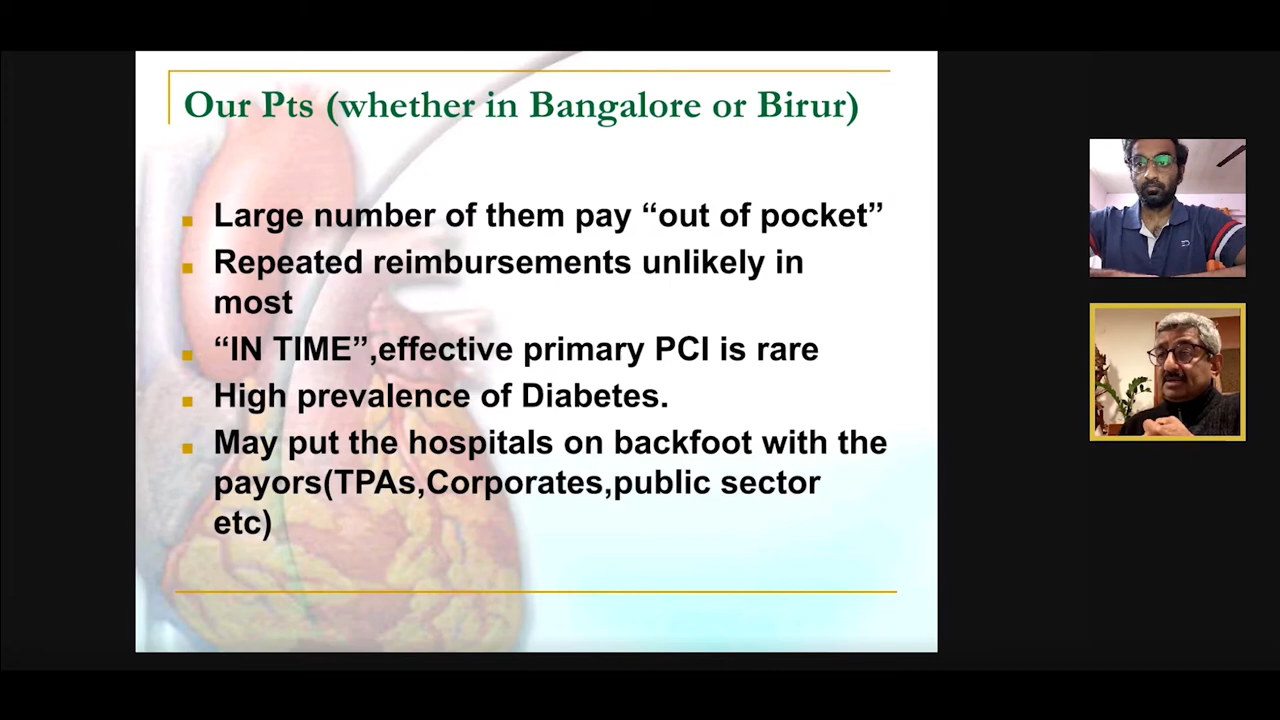 Our Pts (whether in Bangalore or Birur)
Large number of them pay “out of pocket”
Repeated reimbursements unlikely in
most
“IN TIME”,effective primary PCI is rare
High prevalence of Diabetes.
May put the hospitals on backfoot with the
payors(TPAs,Corporates,public sector
etc)